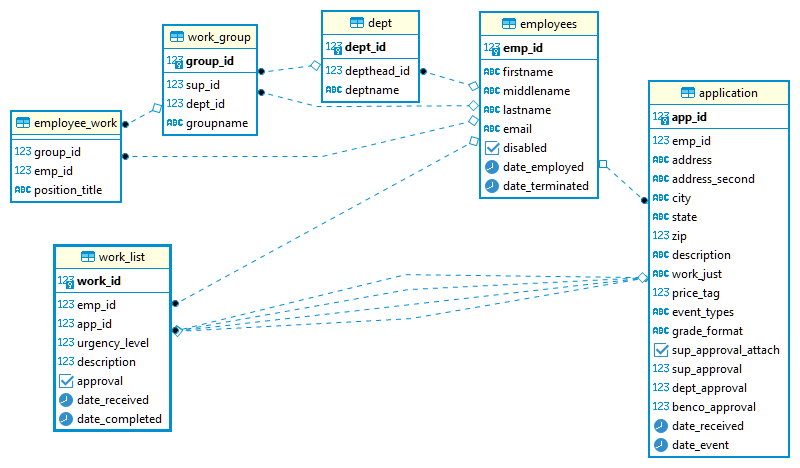 work_group
123 group_id
123 sup_id
123 dept_id
ABC groupname
dept
123 dept_id
123 depthead_id
ABC deptname
employees
123 emp_id
ABC firstname
ABC middlename
ABC lastname
ABC email
disabled
date_employed
date_terminated
employee_work
123 group_id
123 emp_id
ABC position_title
application
123 app_id
123 emp_id
ABC address
ABC address_second
ABC city
ABC state
123 zip
ABC description
ABC work_just
123 price_tag
ABC event_types
ABC grade_format
sup_approval_attach
123 sup_approval
123 dept_approval
123 benco_approval
date_received
date_event
work_list
123 work_id
123 emp_id
123 app_id
123 urgency_level
123 description
approval
date_received
date_completed